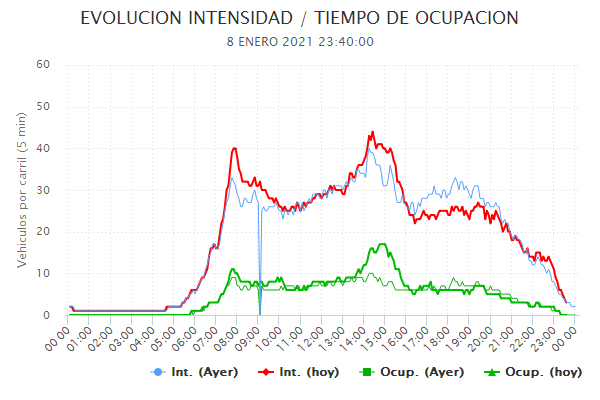 EVOLUCION INTENSIDAD / TIEMPO DE OCUPACION
8 ENERO 2021 23:40:00
Vehiculos por carril (5 min)
60
50
40
30
20
10
0
00:00 01:00 02:00 03:00 04:00 05:00 06:00 07:00 08:00 09:00 10:00 11:00 12:00 13:00 14:00 15:00 16:00 17:00 18:00 19:00 20:00 21:00 22:00 23:00 00:00
Int. (Ayer) Int. (hoy) Ocup. (Ayer) Ocup. (hoy)